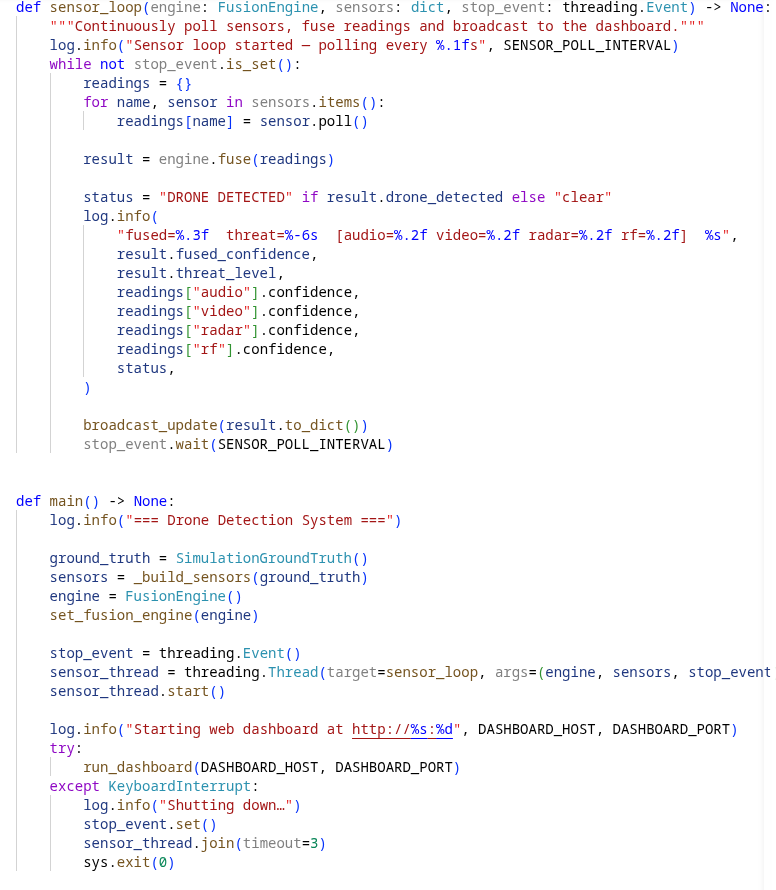 def sensor_loop(engine: FusionEngine, sensors: dict, stop_event: threading.Event) -> None:
    """Continuously poll sensors, fuse readings and broadcast to the dashboard."""
    log.info("Sensor loop started — polling every %.1fs", SENSOR_POLL_INTERVAL)
    while not stop_event.is_set():
        readings = {}
        for name, sensor in sensors.items():
            readings[name] = sensor.poll()

        result = engine.fuse(readings)

        status = "DRONE DETECTED" if result.drone_detected else "clear"
        log.info(
            "fused=%.3f  threat=%-6s  [audio=%.2f video=%.2f radar=%.2f rf=%.2f]  %s",
            result.fused_confidence,
            result.threat_level,
            readings["audio"].confidence,
            readings["video"].confidence,
            readings["radar"].confidence,
            readings["rf"].confidence,
            status,
        )

        broadcast_update(result.to_dict())
        stop_event.wait(SENSOR_POLL_INTERVAL)


def main() -> None:
    log.info("=== Drone Detection System ===")

    ground_truth = SimulationGroundTruth()
    sensors = _build_sensors(ground_truth)
    engine = FusionEngine()
    set_fusion_engine(engine)

    stop_event = threading.Event()
    sensor_thread = threading.Thread(target=sensor_loop, args=(engine, sensors, stop_event
    sensor_thread.start()

    log.info("Starting web dashboard at http://%s:%d", DASHBOARD_HOST, DASHBOARD_PORT)
    try:
        run_dashboard(DASHBOARD_HOST, DASHBOARD_PORT)
    except KeyboardInterrupt:
        log.info("Shutting down…")
        stop_event.set()
        sensor_thread.join(timeout=3)
        sys.exit(0)